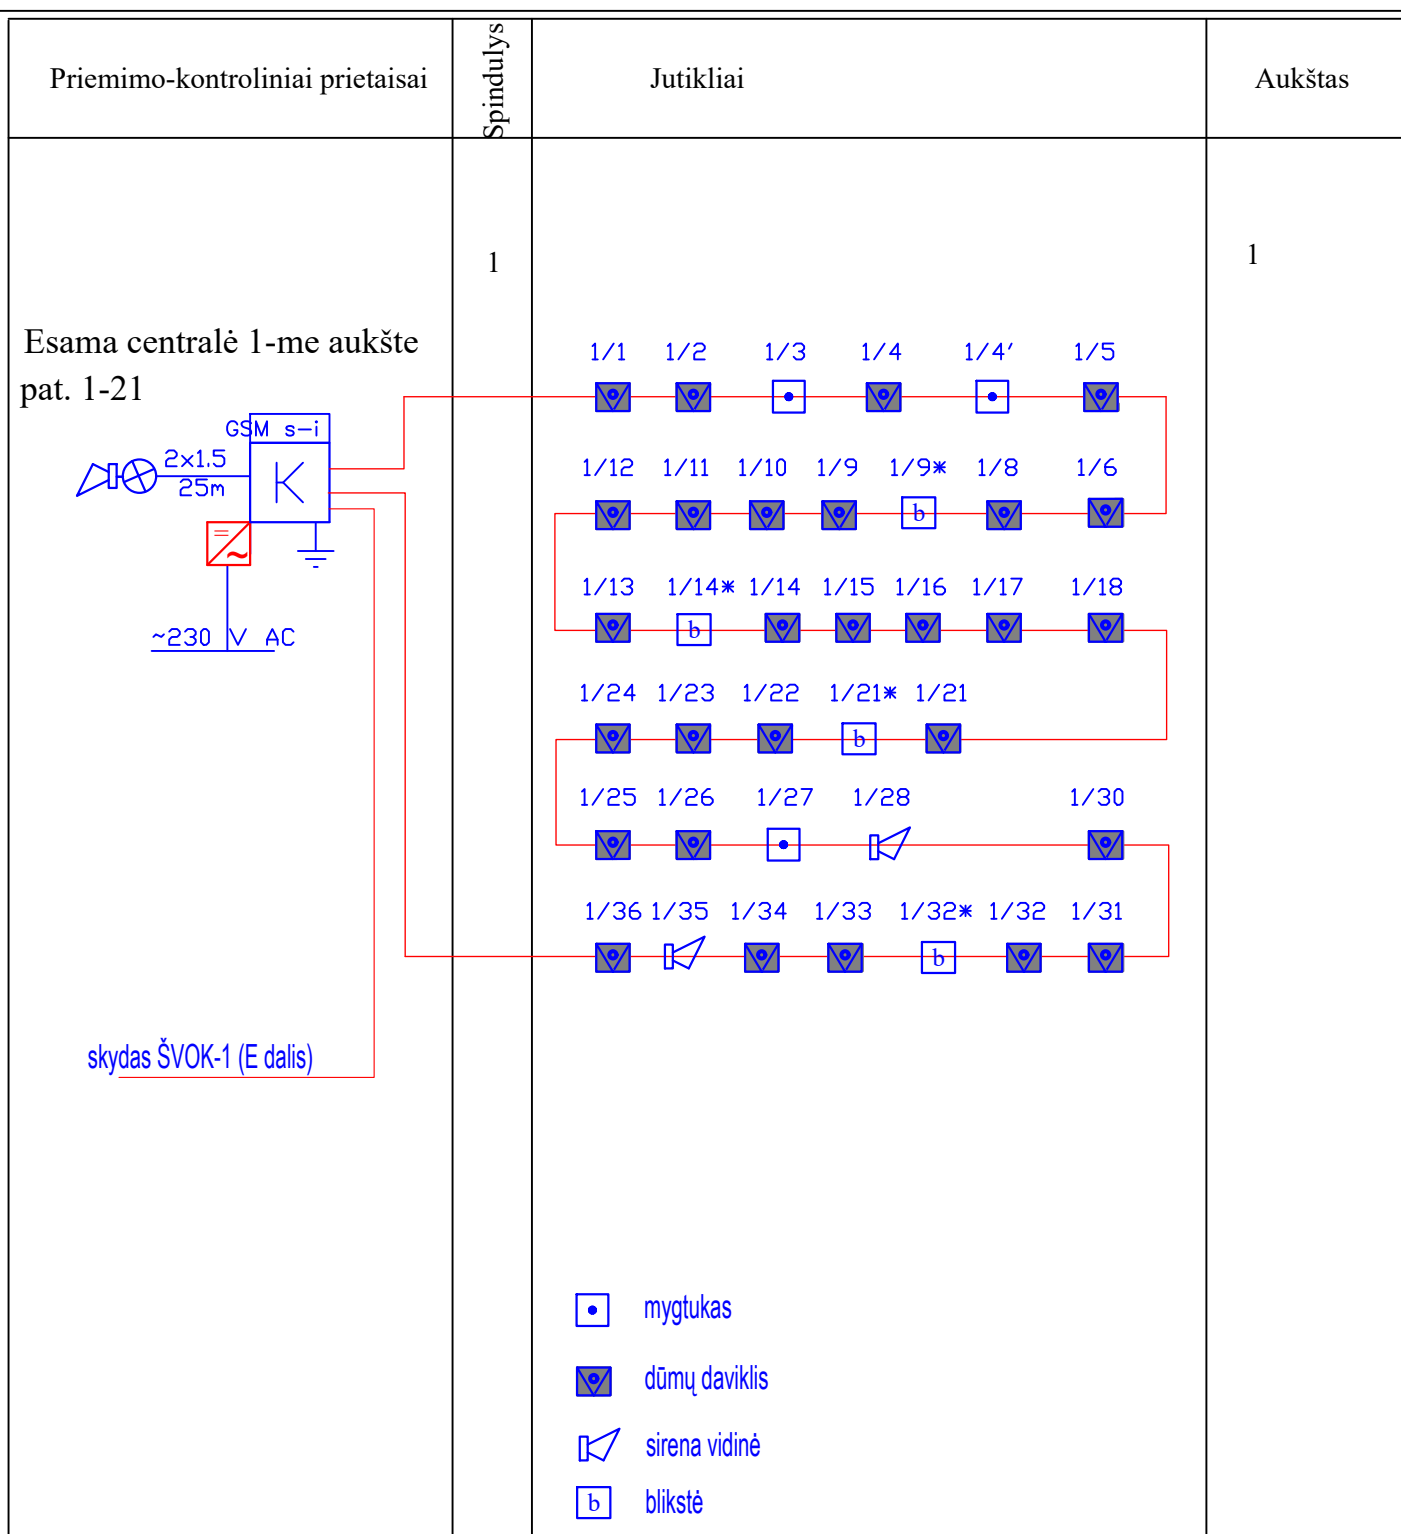 Priemimo-kontroliniai prietaisai
Spindulys
Jutikliai
Aukštas
1
1
Esama centralė 1-me aukšte
pat. 1-21
GSM s-i
K
2x1.5
25m
=
~
~230 V AC
skydas ŠVOK-1 (E dalis)
1/1 1/2 1/3 1/4 1/4' 1/5
1/12 1/11 1/10 1/9 1/9* 1/8 1/6
b
1/13 1/14* 1/14 1/15 1/16 1/17 1/18
b
1/24 1/23 1/22 1/21* 1/21
b
1/25 1/26 1/27 1/28 1/30
1/36 1/35 1/34 1/33 1/32* 1/32 1/31
b
mygtukas
dūmų daviklis
sirena vidinė
b blikstė